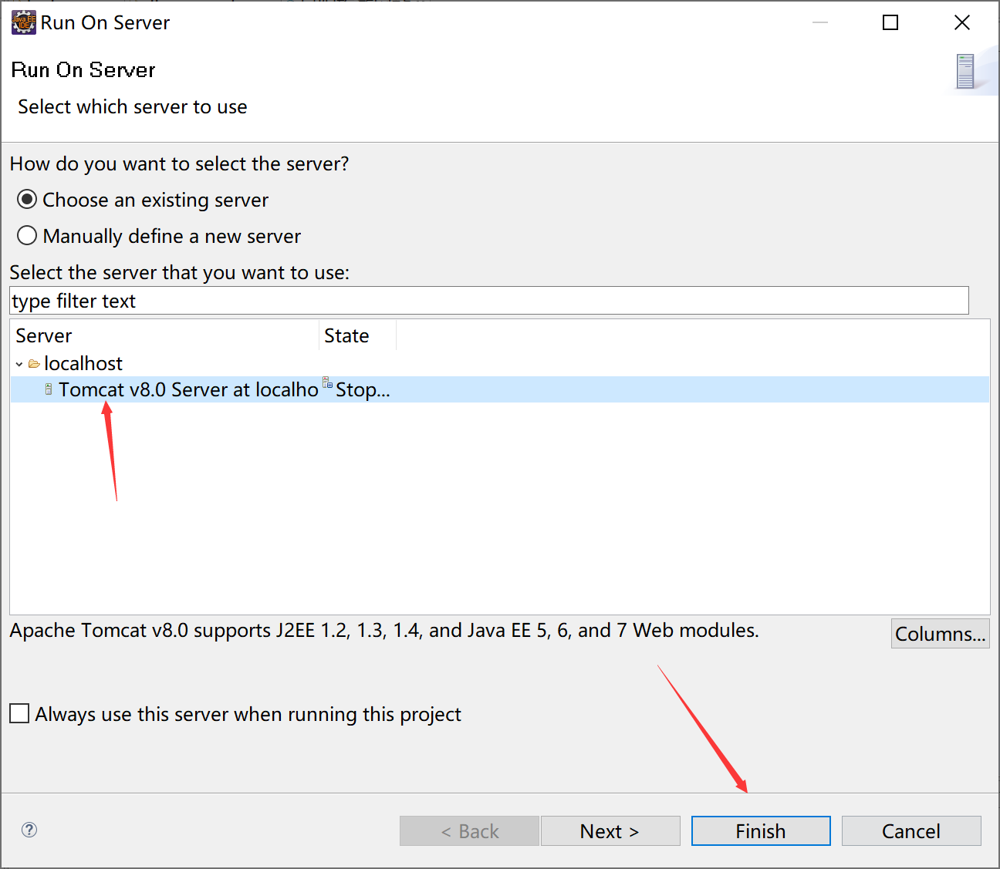 Java EE
IDE
Run On Server
Run On Server
Select which server to use
How do you want to select the server?
Choose an existing server
Manually define a new server
Select the server that you want to use:
type filter text
Server State
localhost
Tomcat v8.0 Server at localho Stop...
Apache Tomcat v8.0 supports J2EE 1.2, 1.3, 1.4, and Java EE 5, 6, and 7 Web modules.
Columns...
Always use this server when running this project
? < Back Next > Finish Cancel